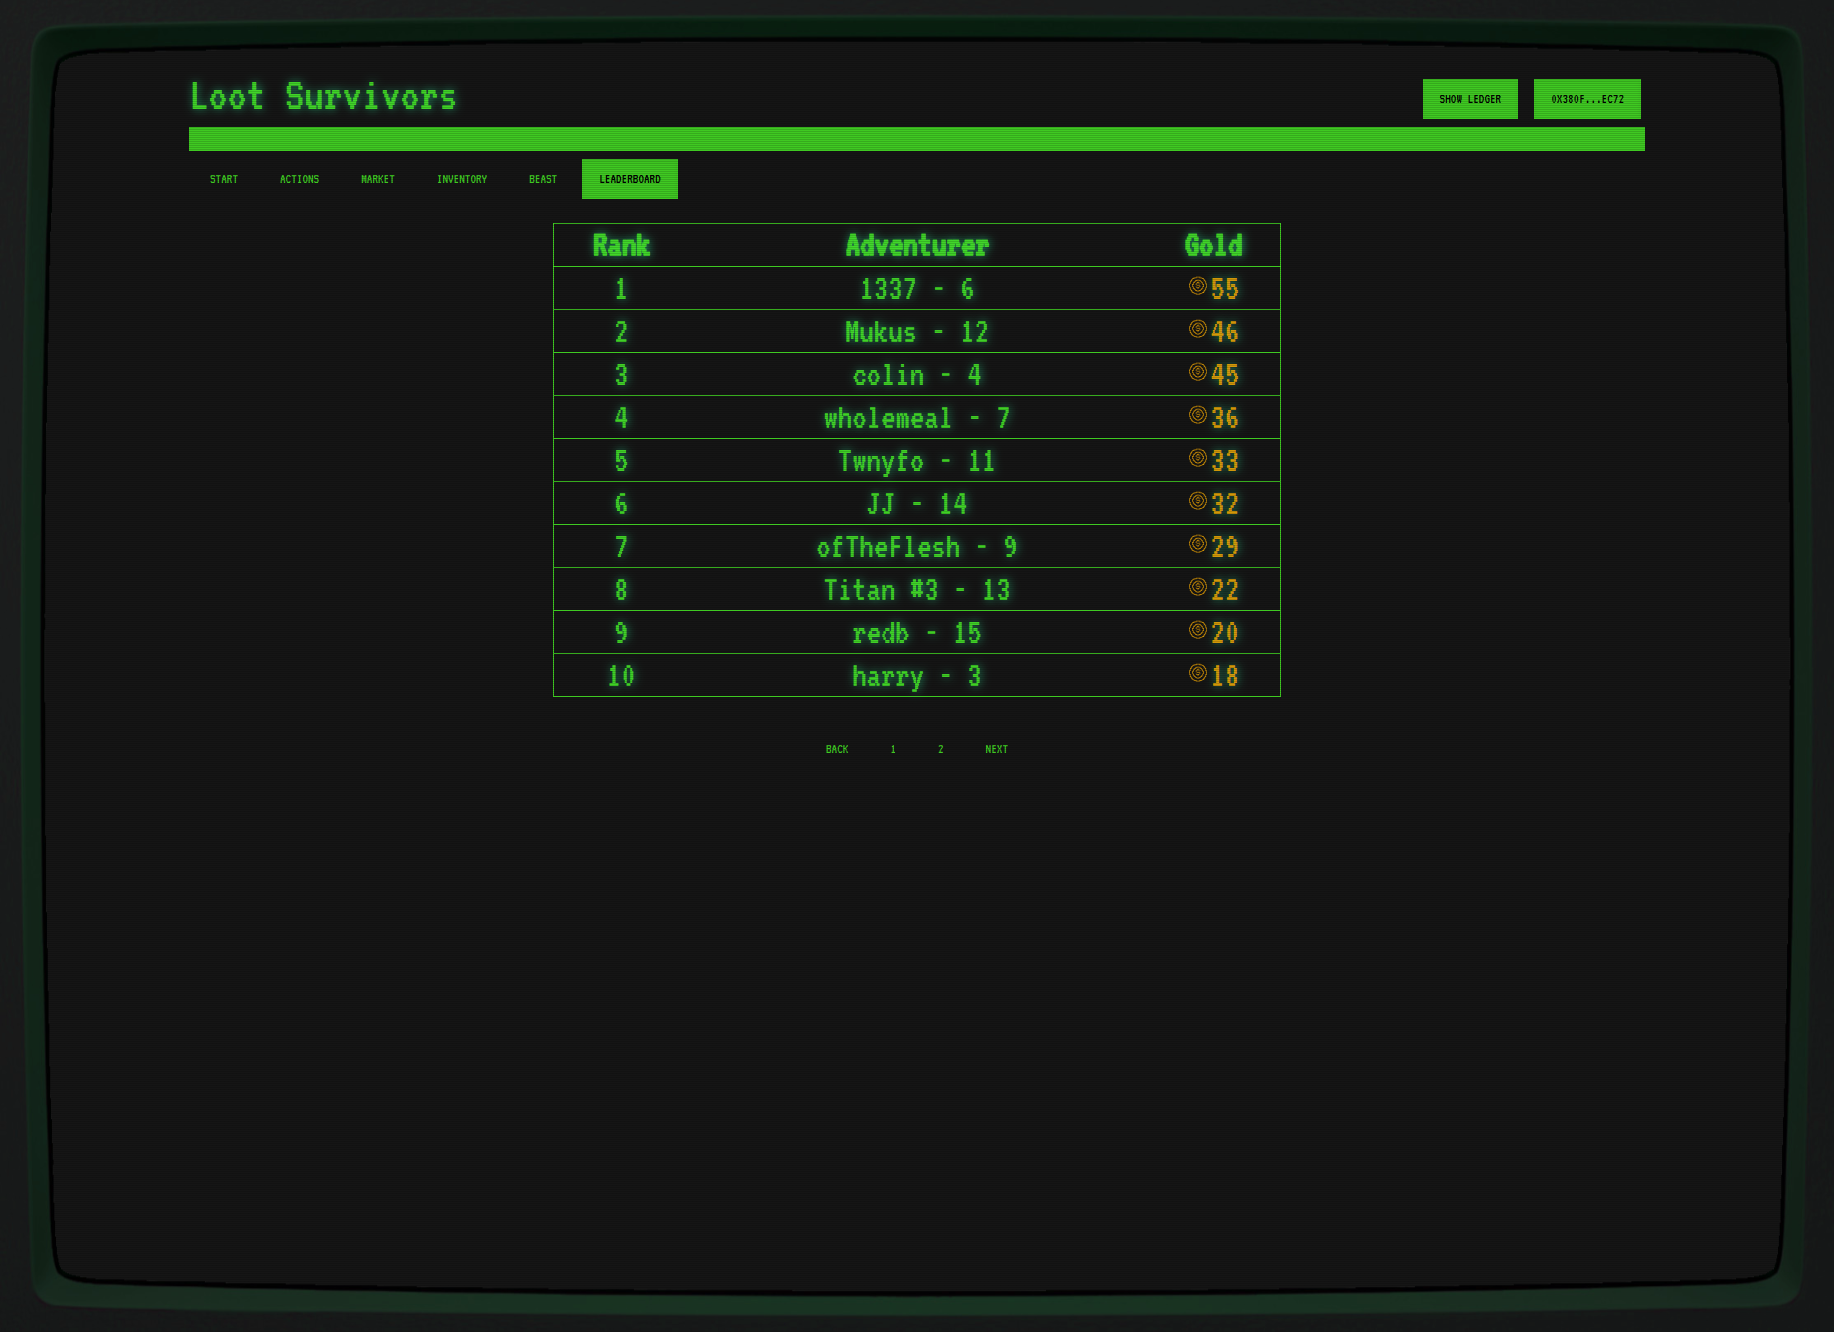 Loot Survivors
SHOW LEDGER 0X380F...EC72
START ACTIONS MARKET INVENTORY BEAST LEADERBOARD
Rank Adventurer Gold
1 1337 - 6 55
2 Mukus - 12 46
3 colin - 4 45
4 wholemeal - 7 36
5 Twnyfo - 11 33
6 JJ - 14 32
7 ofTheFlesh - 9 29
8 Titan #3 - 13 22
9 redb - 15 20
10 harry - 3 18
BACK 1 2 NEXT